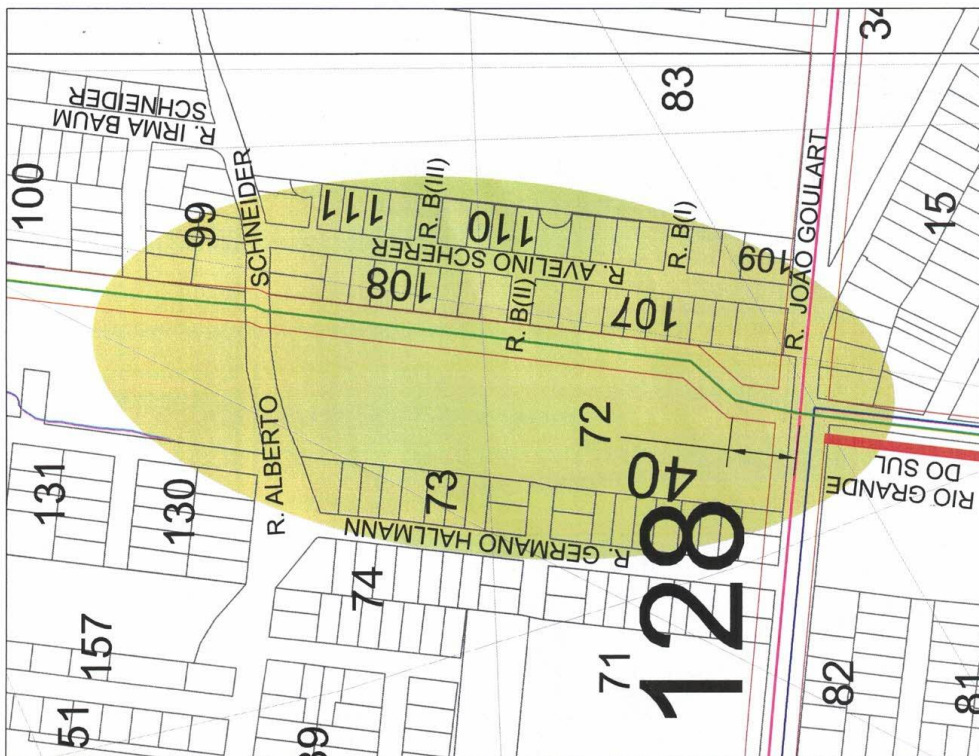 34
83
R. IRMA BAUM
SCHNEIDER
100
99
R. ALBERTO
SCHNEIDER
111
R. B(III)
110
R. AVELINO SCHERER
R. B(I)
109
108
R. B(II)
107
R. JOÃO GOULART
15
131
130
73
72
40
128
R. GERMANO HALLMANN
RIO GRANDE
DO SUL
74
157
71
82
81
51
39